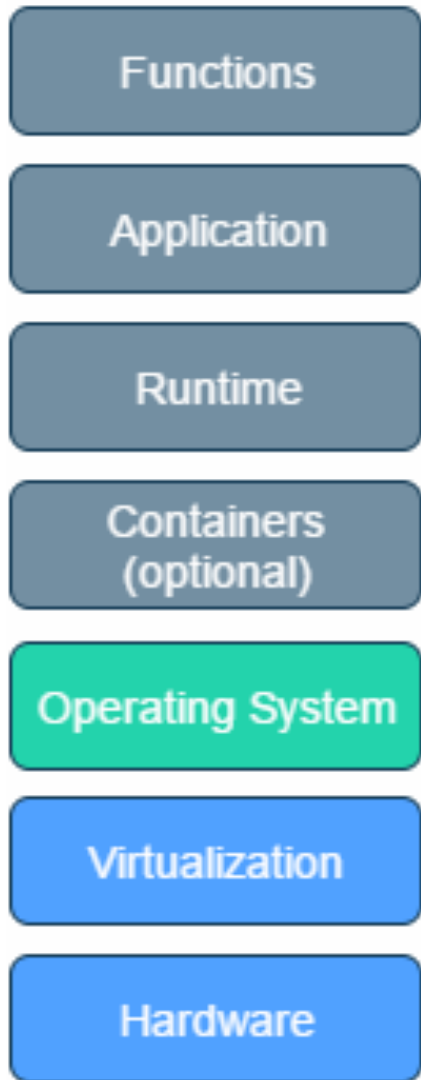 Functions
Application
Runtime
Containers
(optional)
Operating System
Virtualization
Hardware